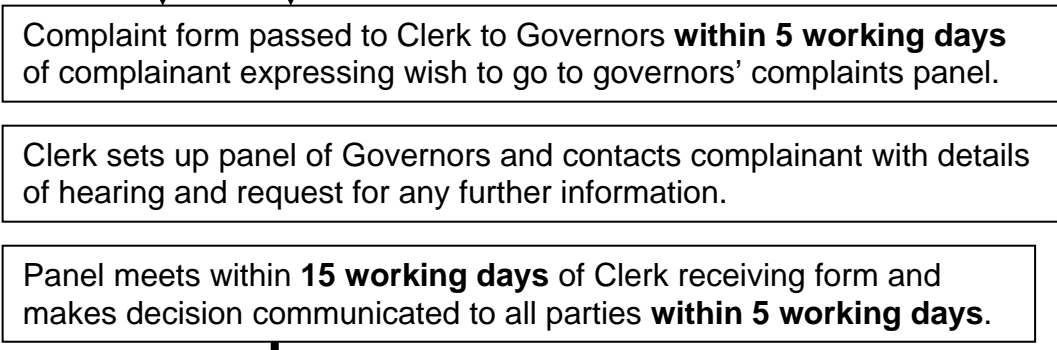 Complaint form passed to Clerk to Governors within 5 working days
of complainant expressing wish to go to governors’ complaints panel.
Clerk sets up panel of Governors and contacts complainant with details
of hearing and request for any further information.
Panel meets within 15 working days of Clerk receiving form and
makes decision communicated to all parties within 5 working days.